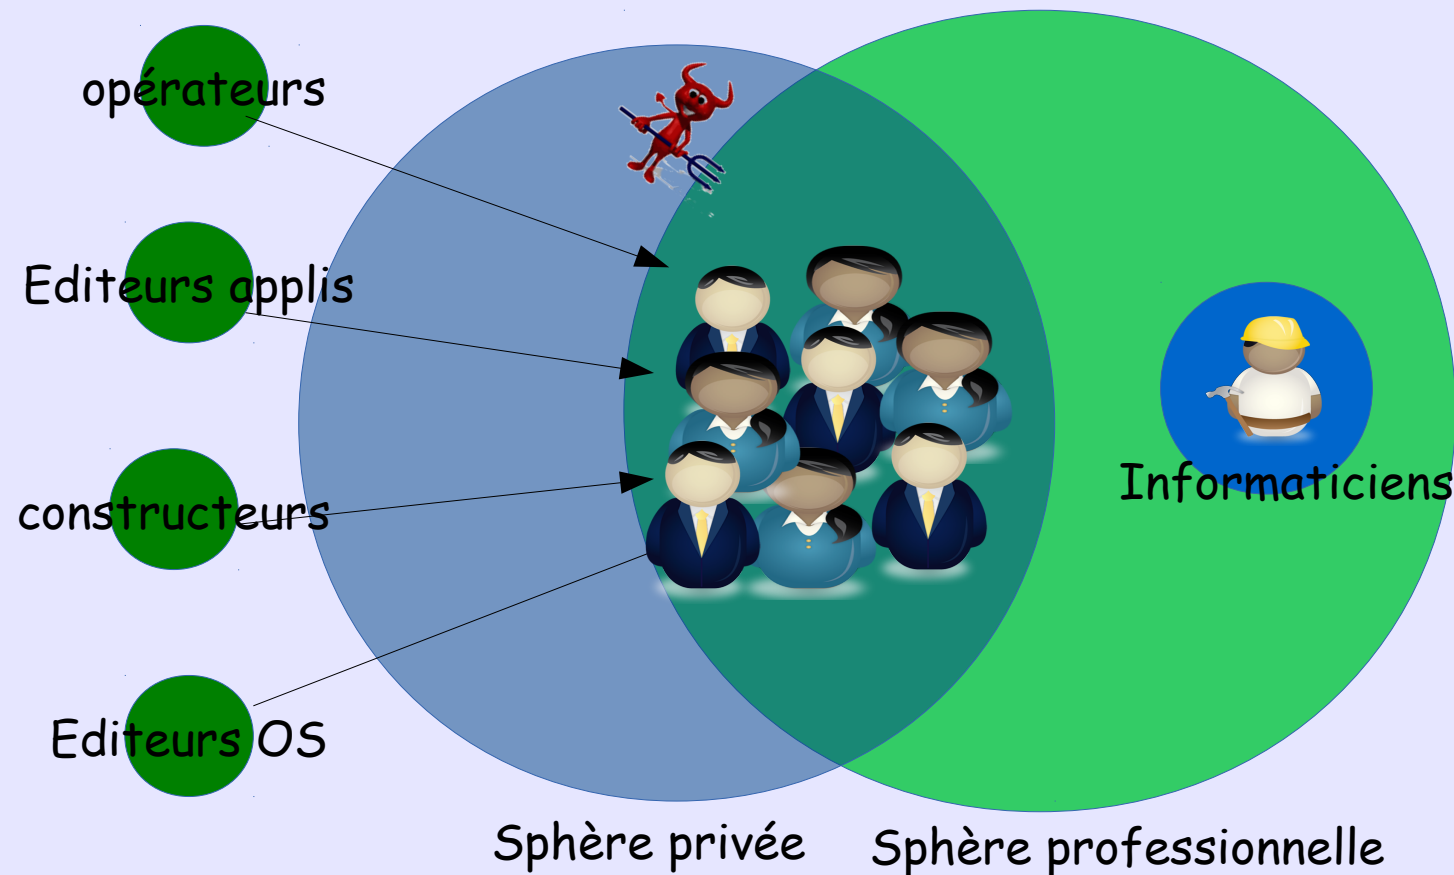 opérateurs
Editeurs applis
constructeurs
Editeurs OS
Informaticiens
Sphère privée
Sphère professionnelle